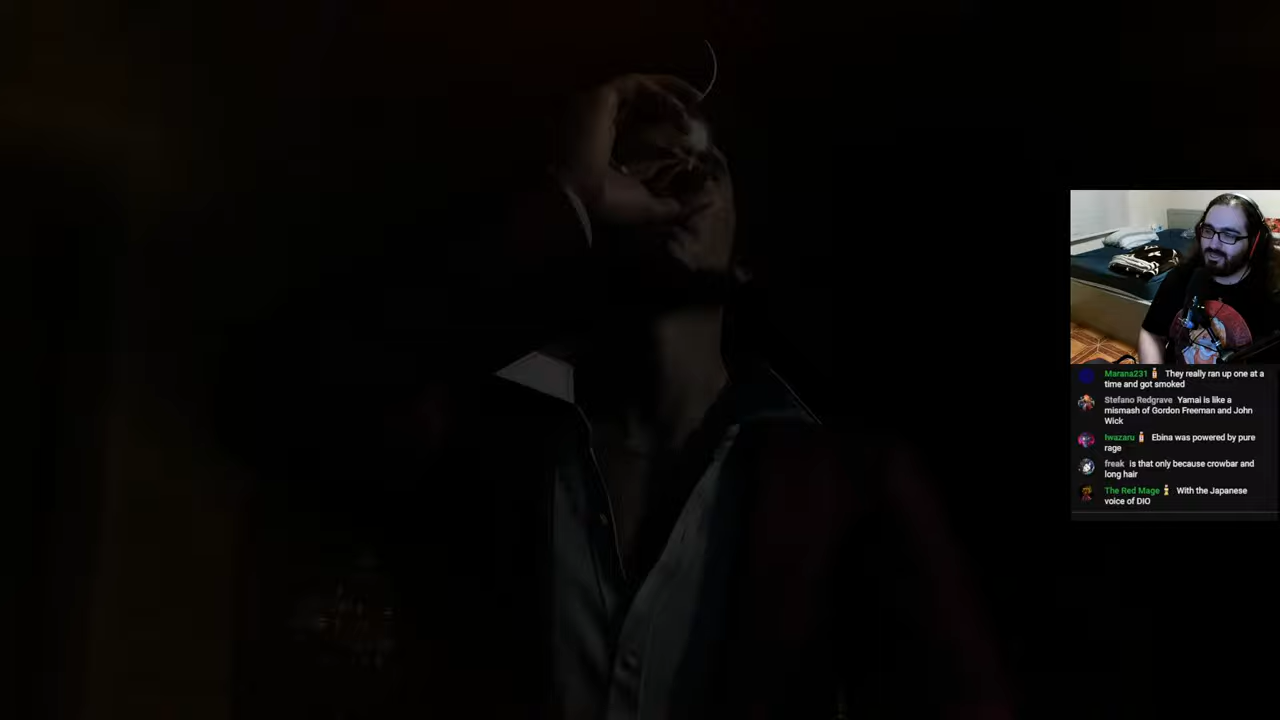 Marana231 They really ran up one at a
time and got smoked
Stefano Redgrave Yamai is like a
mismash of Gordon Freeman and John
Wick
Iwazaru Ebina was powered by pure
rage
freak is that only because crowbar and
long hair
The Red Mage With the Japanese
voice of DIO